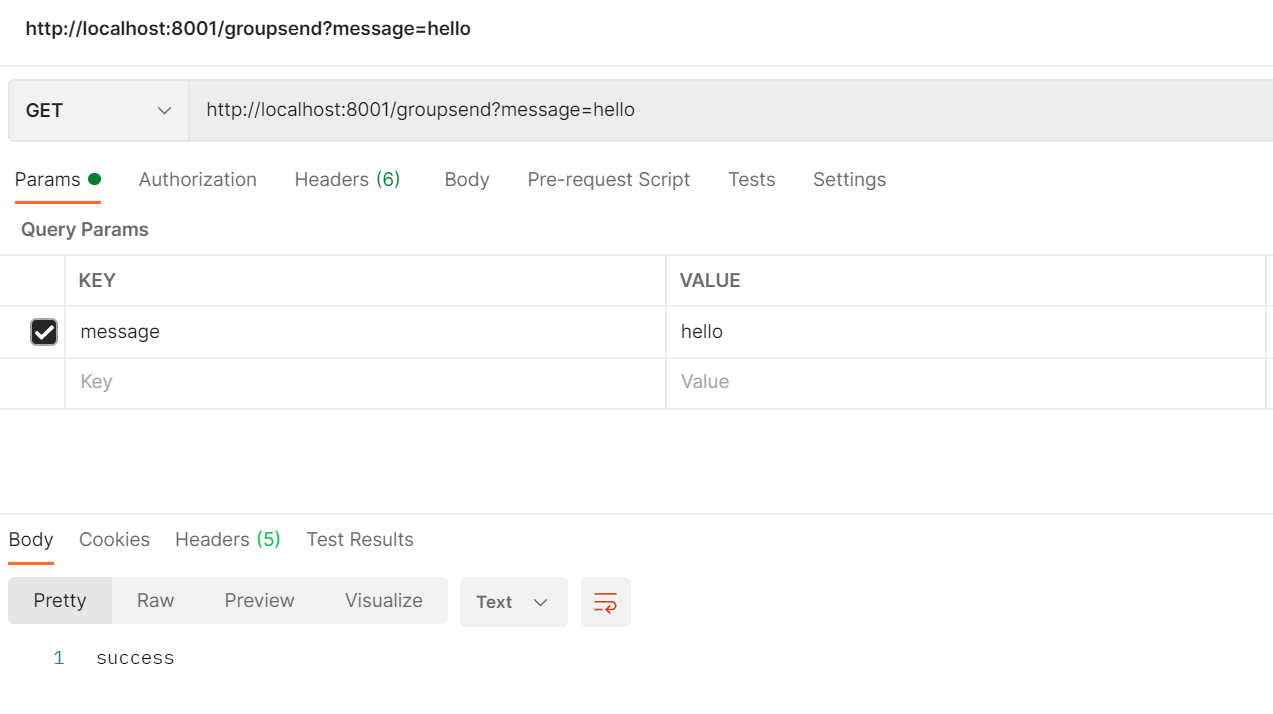 http://localhost:8001/groupsend?message=hello
GET http://localhost:8001/groupsend?message=hello
Params Authorization Headers (6) Body Pre-request Script Tests Settings
Query Params
KEY VALUE
message hello
Key Value
Body Cookies Headers (5) Test Results
Pretty Raw Preview Visualize Text
1 success